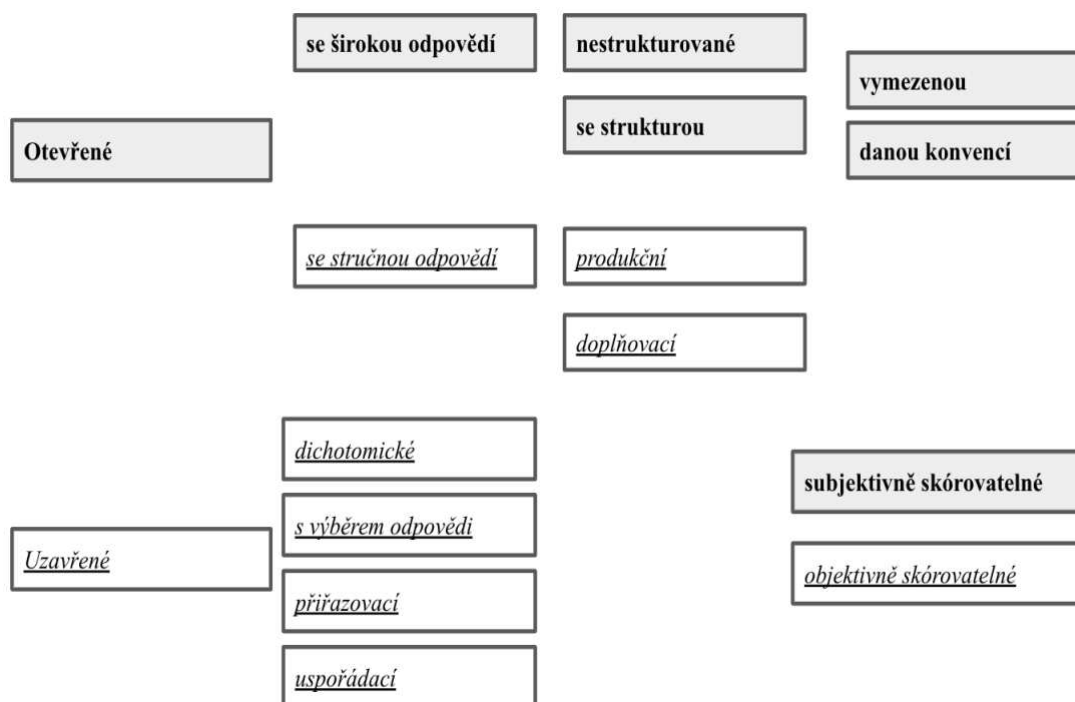 se širokou odpovědí
nestrukturované
vymezenou
se strukturou
Otevřené
danou konvencí
se stručnou odpovědí
produkční
doplňovací
dichotomické
subjektivně skórovatelné
s výběrem odpovědi
Uzavřené
objektivně skórovatelné
přiřazovací
uspořádací